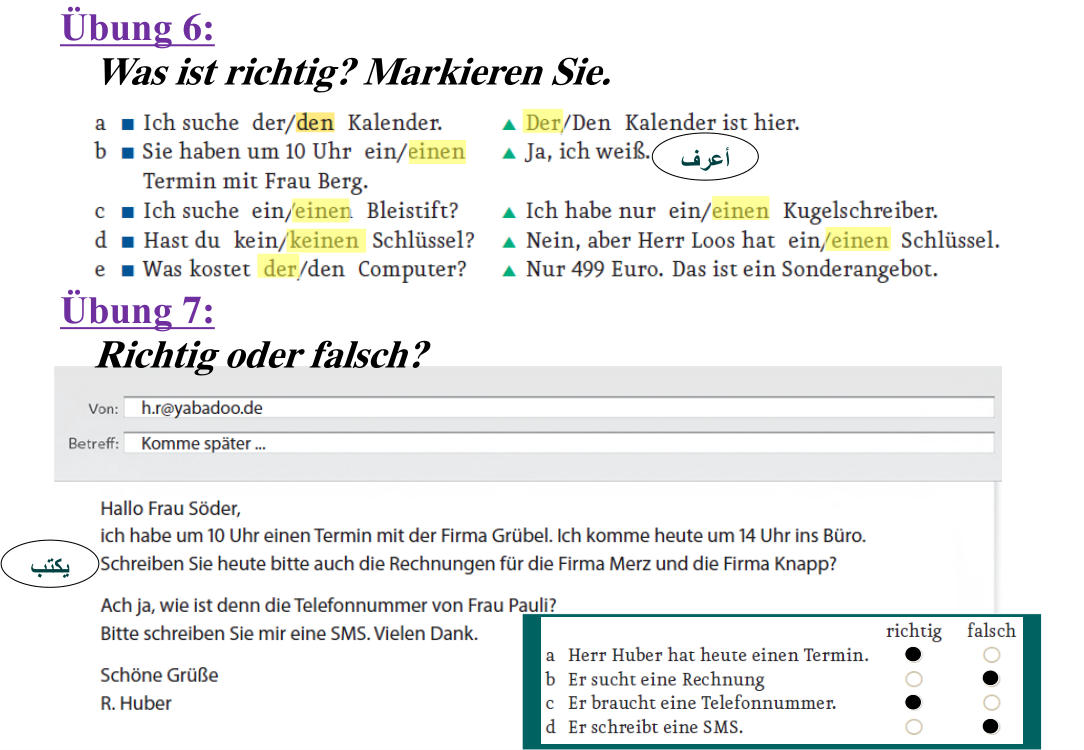 Übung 6:
Was ist richtig? Markieren Sie.
a ■ Ich suche der/den Kalender. ▲ Der/Den Kalender ist hier.
b ■ Sie haben um 10 Uhr ein/einen ▲ Ja, ich weiß. أعرف
Termin mit Frau Berg.
c ■ Ich suche ein/einen Bleistift? ▲ Ich habe nur ein/einen Kugelschreiber.
d ■ Hast du kein/keinen Schlüssel? ▲ Nein, aber Herr Loos hat ein/einen Schlüssel.
e ■ Was kostet der/den Computer? ▲ Nur 499 Euro. Das ist ein Sonderangebot.
Übung 7:
Richtig oder falsch?
Von: h.r@yabadoo.de
Betreff: Komme später ...
Hallo Frau Söder,
ich habe um 10 Uhr einen Termin mit der Firma Grübel. Ich komme heute um 14 Uhr ins Büro.
يكتب Schreiben Sie heute bitte auch die Rechnungen für die Firma Merz und die Firma Knapp?
Ach ja, wie ist denn die Telefonnummer von Frau Pauli?
Bitte schreiben Sie mir eine SMS. Vielen Dank.
Schöne Grüße
R. Huber
richtig falsch
a Herr Huber hat heute einen Termin.
b Er sucht eine Rechnung
c Er braucht eine Telefonnummer.
d Er schreibt eine SMS.